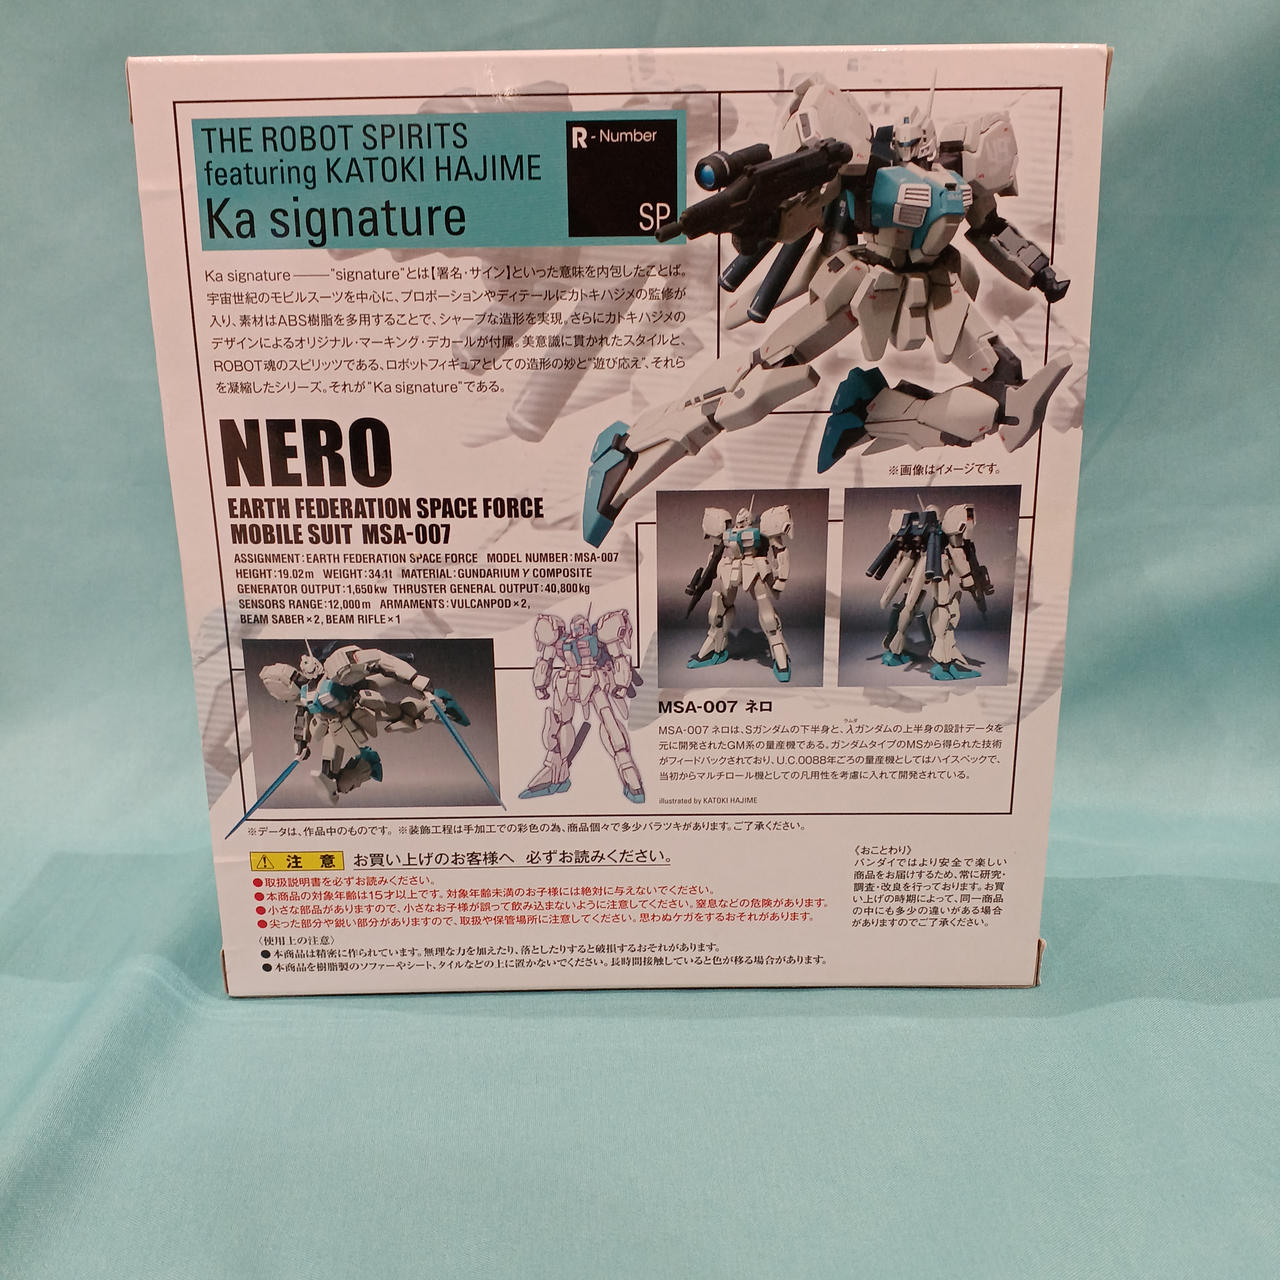 THE ROBOT SPIRITS
featuring KATOKI HAJIME
Ka signature
R - Number
SP
Ka signature ――― "signature"とは【署名・サイン】といった意味を内包したことば。
宇宙世紀のモビルスーツを中心に、プロポーションやディテールにカトキハジメの監修が
入り、素材はABS樹脂を多用することで、シャープな造形を実現。さらにカトキハジメの
デザインによるオリジナル・マーキング・デカールが付属。美意識に貫かれたスタイルと、
ROBOT魂のスピリッツである、ロボットフィギュアとしての造形の妙と"遊び応え"、それら
を凝縮したシリーズ。それが"Ka signature"である。
NERO
EARTH FEDERATION SPACE FORCE
MOBILE SUIT MSA-007
ASSIGNMENT:EARTH FEDERATION SPACE FORCE MODEL NUMBER:MSA-007
HEIGHT:19.02m WEIGHT:34.1t MATERIAL:GUNDARIUM γ COMPOSITE
GENERATOR OUTPUT:1,650kw THRUSTER GENERAL OUTPUT:40,800kg
SENSORS RANGE:12,000m ARMAMENTS:VULCANPOD×2,
BEAM SABER×2, BEAM RIFLE×1
※画像はイメージです。
MSA-007 ネロ
ラムダ
MSA-007 ネロは、Sガンダムの下半身と、λガンダムの上半身の設計データを
元に開発されたGM系の量産機である。ガンダムタイプのMSから得られた技術
がフィードバックされており、U.C.0088年ごろの量産機としてはハイスペックで、
当初からマルチロール機としての汎用性を考慮に入れて開発されている。
illustrated by KATOKI HAJIME
※データは、作品中のものです。 ※装飾工程は手加工での彩色の為、商品個々で多少バラツキがあります。ご了承ください。
注意 お買い上げのお客様へ 必ずお読みください。
●取扱説明書を必ずお読みください。
●本商品の対象年齢は15才以上です。対象年齢未満のお子様には絶対に与えないでください。
●小さな部品がありますので、小さなお子様が誤って飲み込まないように注意してください。窒息などの危険があります。
●尖った部分や鋭い部分がありますので、取扱や保管場所に注意してください。思わぬケガをするおそれがあります。
〈使用上の注意〉
●本商品は精密に作られています。無理な力を加えたり、落としたりすると破損するおそれがあります。
●本商品を樹脂製のソファーやシート、タイルなどの上に置かないでください。長時間接触していると色が移る場合があります。
《おことわり》
バンダイではより安全で楽しい
商品をお届けするため、常に研究・
調査・改良を行っております。お買
い上げの時期によって、同一商品
の中にも多少の違いがある場合
がありますのでご了承ください。